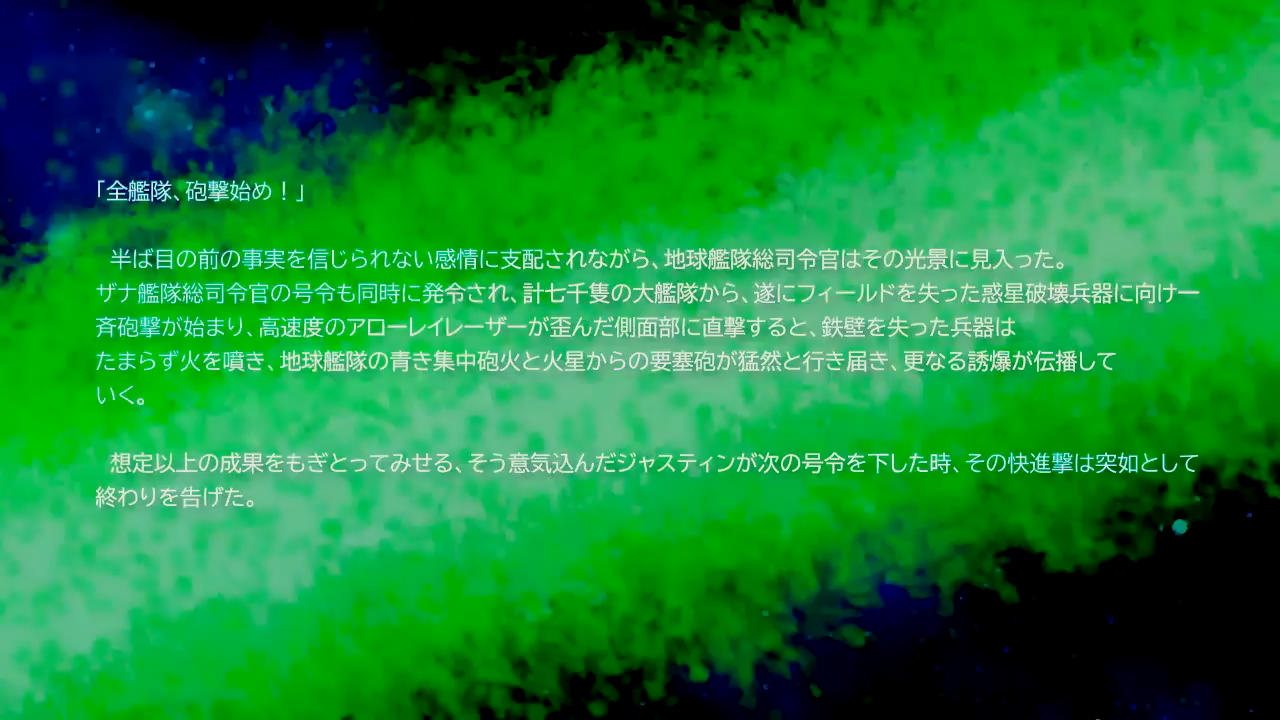 「全艦隊、砲撃始め！」
半ば目の前の事実を信じられない感情に支配されながら、地球艦隊総司令官はその光景に見入った。
ザナ艦隊総司令官の号令も同時に発令され、計七千隻の大艦隊から、遂にフィールドを失った惑星破壊兵器に向け一
斉砲撃が始まり、高速度のアローレイレーザーが歪んだ側面部に直撃すると、鉄壁を失った兵器は
たまらず火を噴き、地球艦隊の青き集中砲火と火星からの要塞砲が猛然と行き届き、更なる誘爆が伝播して
いく。
想定以上の成果をもぎとってみせる、そう意気込んだジャスティンが次の号令を下した時、その快進撃は突如として
終わりを告げた。